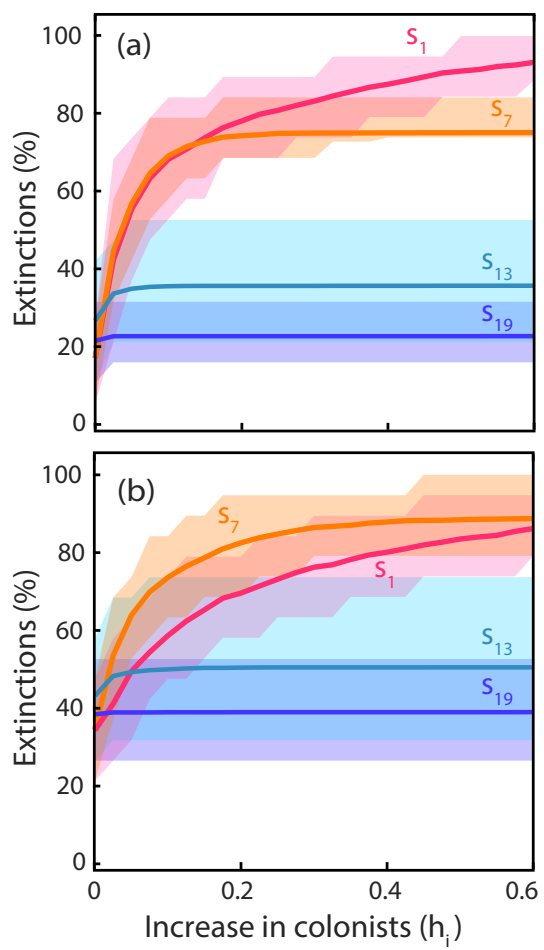 (a)
100
80
60
40
20
0
Extinctions (%)
S₁
S₇
S₁₃
S₁₉
(b)
100
80
60
40
20
0
Extinctions (%)
S₇
S₁
S₁₃
S₁₉
0 0.2 0.4 0.6
Increase in colonists (hᵢ)